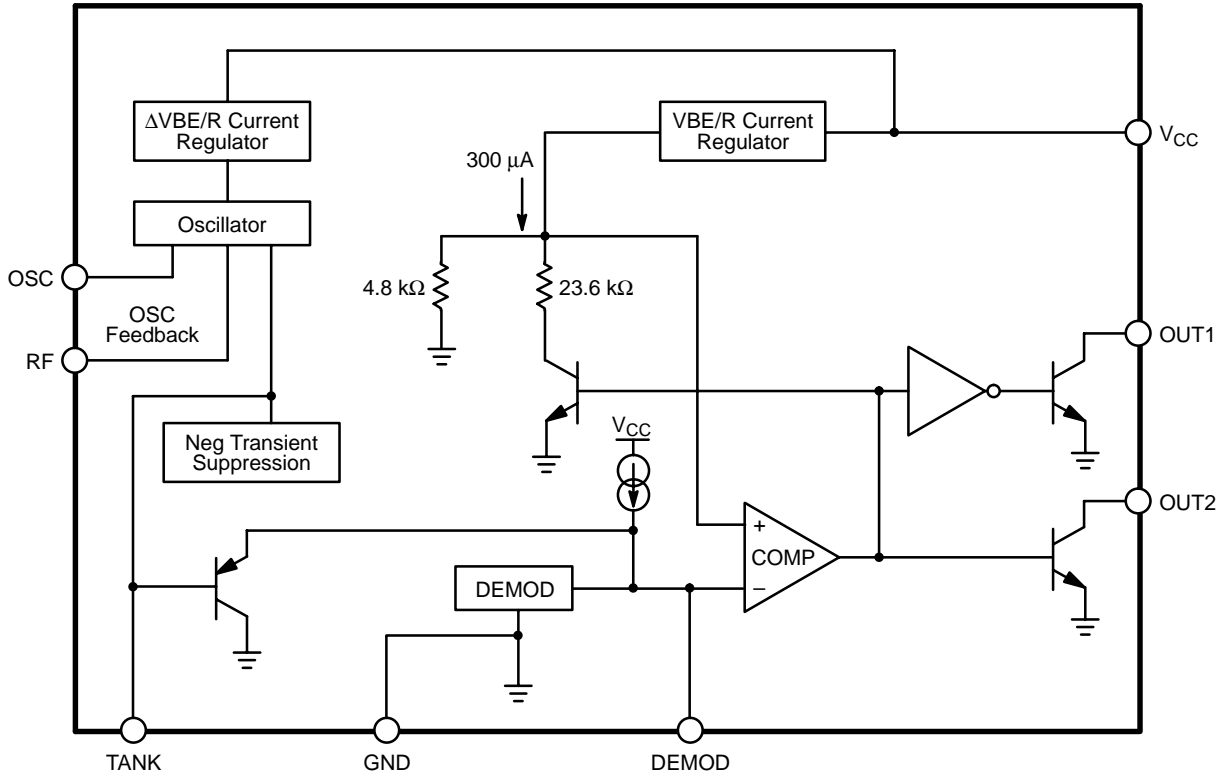 ΔVBE/R Current
Regulator
VBE/R Current
Regulator
VCC
300 μA
Oscillator
OSC
4.8 kΩ
23.6 kΩ
OSC
Feedback
RF
OUT1
Neg Transient
Suppression
VCC
OUT2
+
COMP
–
DEMOD
TANK
GND
DEMOD